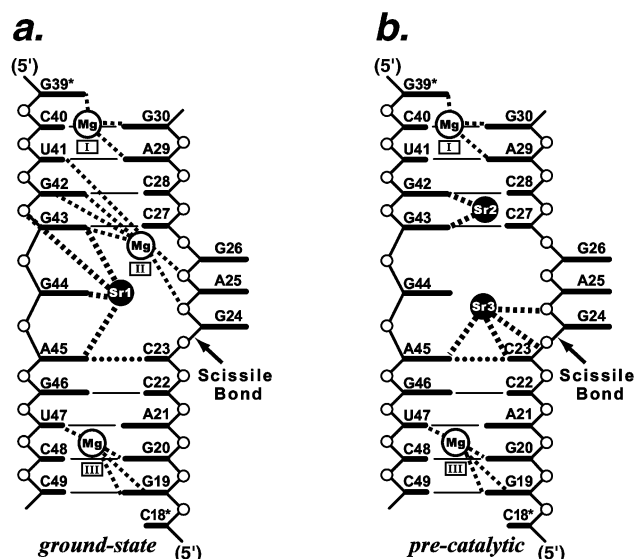 a.
(5')
G39*
C40 Mg G30
I
U41 A29
G42 C28
G43 C27
Mg
II
G26
G44 Sr1 A25
G24
A45 C23
Scissile
Bond
G46 C22
U47 A21
Mg
C48 G20
III
C49 G19
C18*
ground-state (5')
b.
(5')
G39*
C40 Mg G30
I
U41 A29
G42 C28
Sr2
G43 C27
G26
G44 A25
Sr3
G24
A45 C23
Scissile
Bond
G46 C22
U47 A21
Mg
C48 G20
III
C49 G19
C18*
pre-catalytic (5')